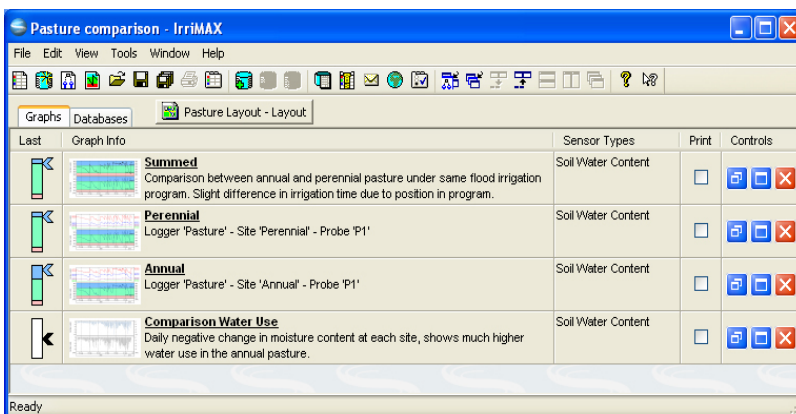 Pasture comparison - IrriMAX
File Edit View Tools Window Help
Graphs Databases Pasture Layout - Layout
Last Graph Info Sensor Types Print Controls
Summed Soil Water Content
Comparison between annual and perennial pasture under same flood irrigation
program. Slight difference in irrigation time due to position in program.
Perennial Soil Water Content
Logger 'Pasture' - Site 'Perennial' - Probe 'P1'
Annual Soil Water Content
Logger 'Pasture' - Site 'Annual' - Probe 'P1'
Comparison Water Use Soil Water Content
Daily negative change in moisture content at each site, shows much higher
water use in the annual pasture.
Ready